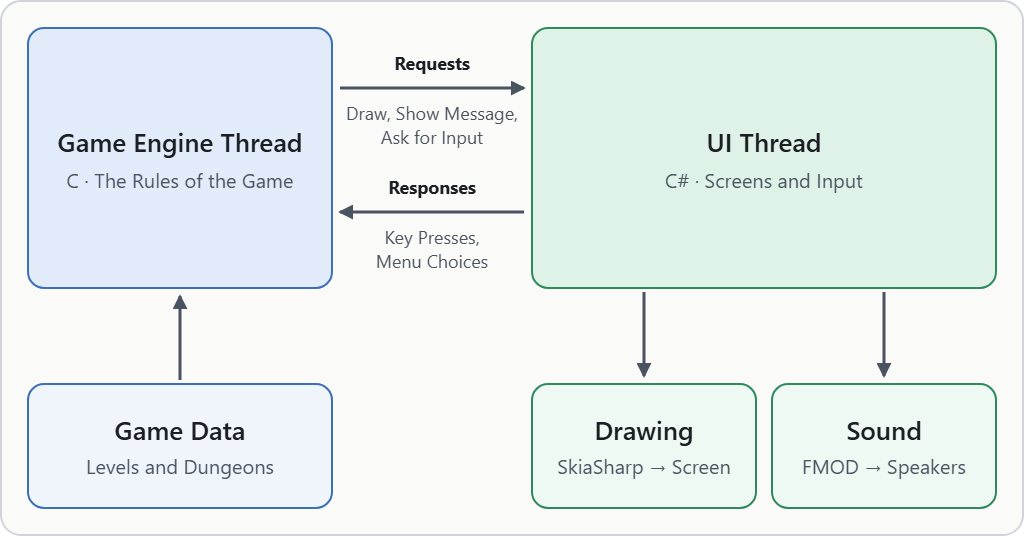 Game Engine Thread
C · The Rules of the Game
Requests
Draw, Show Message,
Ask for Input
Responses
Key Presses,
Menu Choices
UI Thread
C# · Screens and Input
Game Data
Levels and Dungeons
Drawing
SkiaSharp → Screen
Sound
FMOD → Speakers